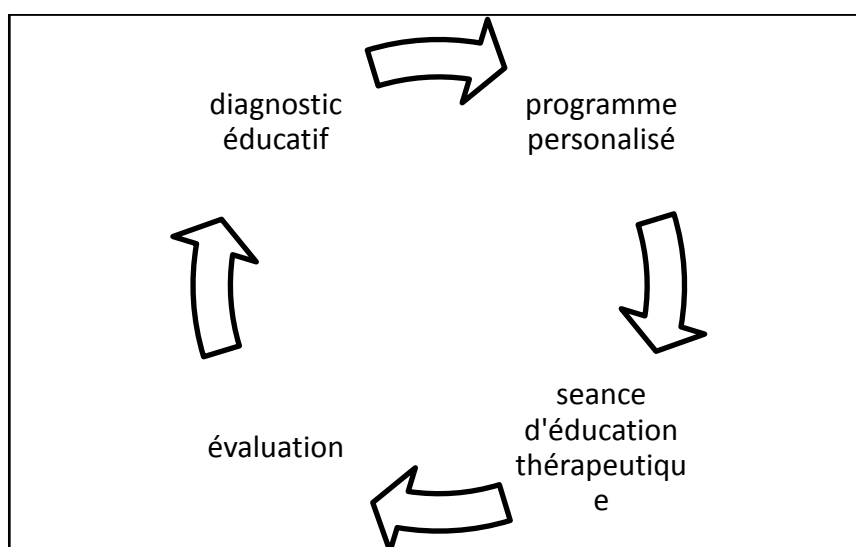 diagnostic
éducatif
programme
personalisé
seance
d'éducation
thérapeutiqu
e
évaluation